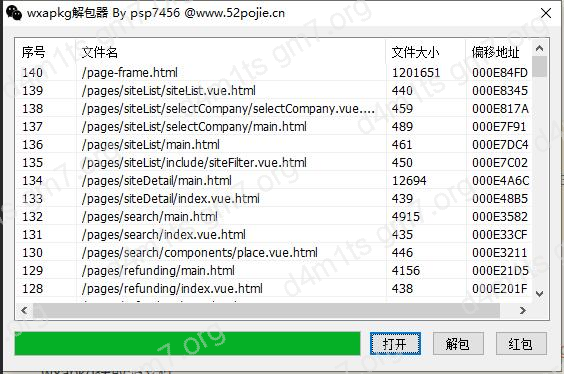 wxapkg解包器 By psp7456 @www.52pojie.cn
序号 文件名 文件大小 偏移地址
140 /page-frame.html 1201651 000E84FD
139 /pages/siteList/siteList.vue.html 440 000E8345
138 /pages/siteList/selectCompany/selectCompany.vue.... 459 000E817A
137 /pages/siteList/selectCompany/main.html 489 000E7F91
136 /pages/siteList/main.html 461 000E7DC4
135 /pages/siteList/include/siteFilter.vue.html 450 000E7C02
134 /pages/siteDetail/main.html 12694 000E4A6C
133 /pages/siteDetail/index.vue.html 439 000E48B5
132 /pages/search/main.html 4915 000E3582
131 /pages/search/index.vue.html 435 000E33CF
130 /pages/search/components/place.vue.html 446 000E3211
129 /pages/refunding/main.html 4156 000E21D5
128 /pages/refunding/index.vue.html 438 000E201F
打开 解包 红包
d4m1ts gm7.org